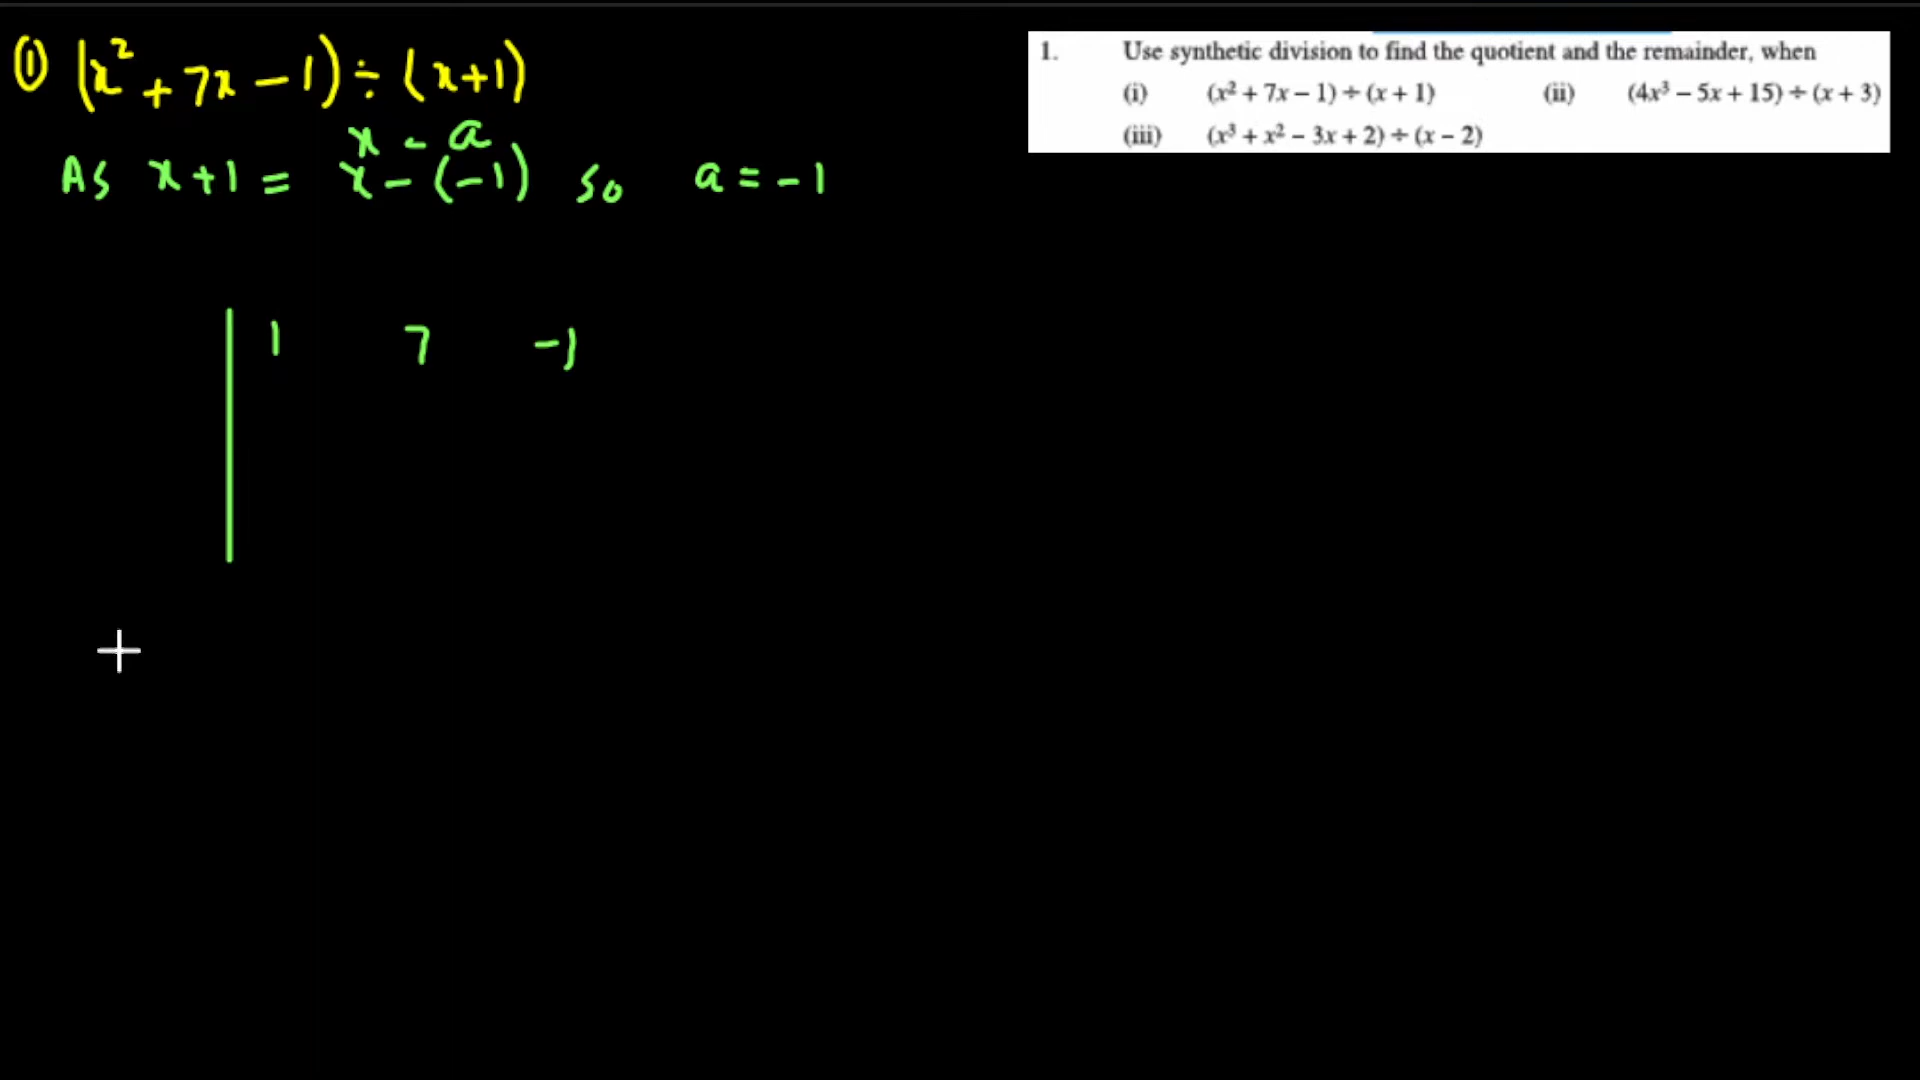 (i) (x² + 7x - 1) ÷ (x+1)
x - a
As x+1 = x - (-1) so a = -1
1 7 -1
1. Use synthetic division to find the quotient and the remainder, when
(i) (x² + 7x – 1) ÷ (x + 1) (ii) (4x³ – 5x + 15) ÷ (x + 3)
(iii) (x³ + x² – 3x + 2) ÷ (x – 2)